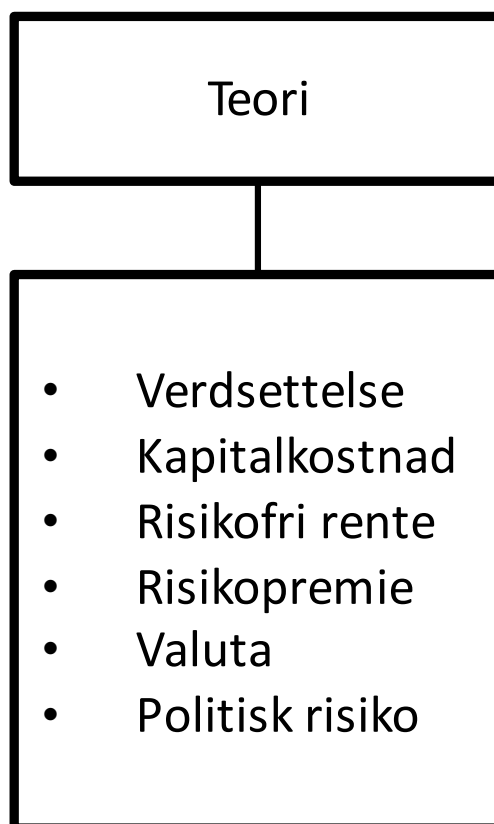 Teori
• Verdsettelse
• Kapitalkostnad
• Risikofri rente
• Risikopremie
• Valuta
• Politisk risiko